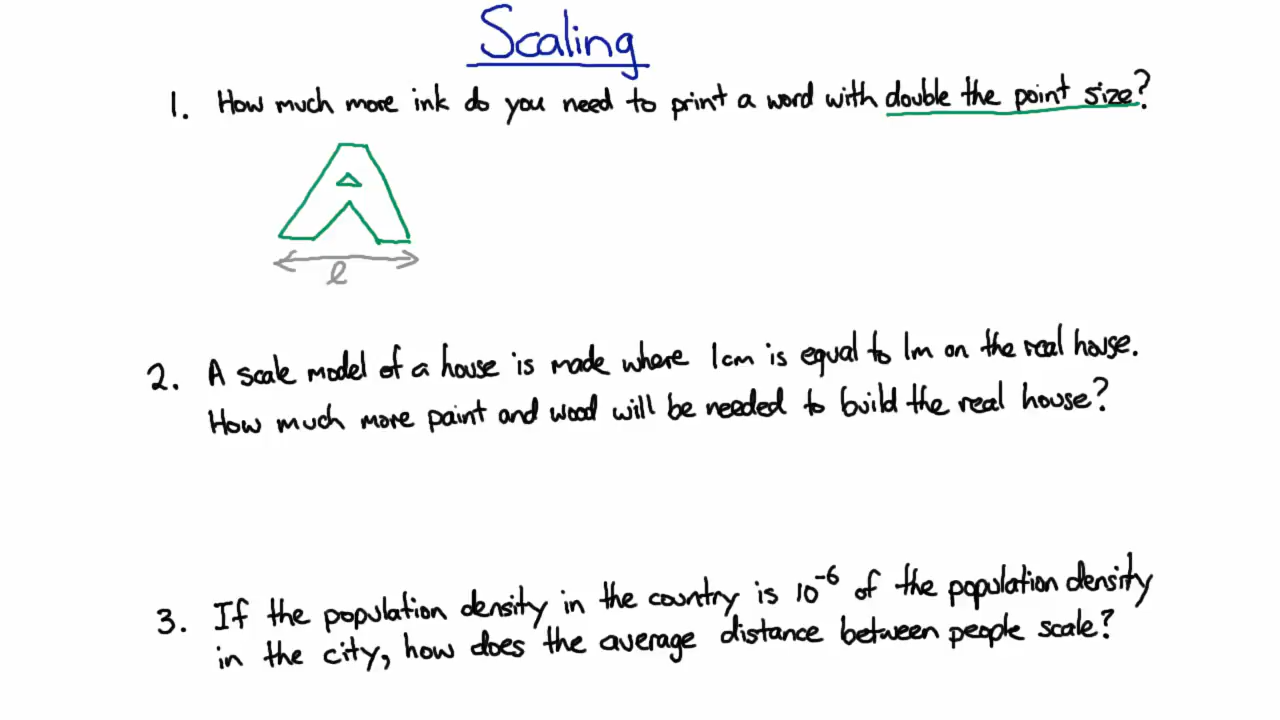 Scaling
1. How much more ink do you need to print a word with double the point size?
A
l
2. A scale model of a house is made where 1cm is equal to 1m on the real house.
How much more paint and wood will be needed to build the real house?
3. If the population density in the country is 10⁻⁶ of the population density
in the city, how does the average distance between people scale?